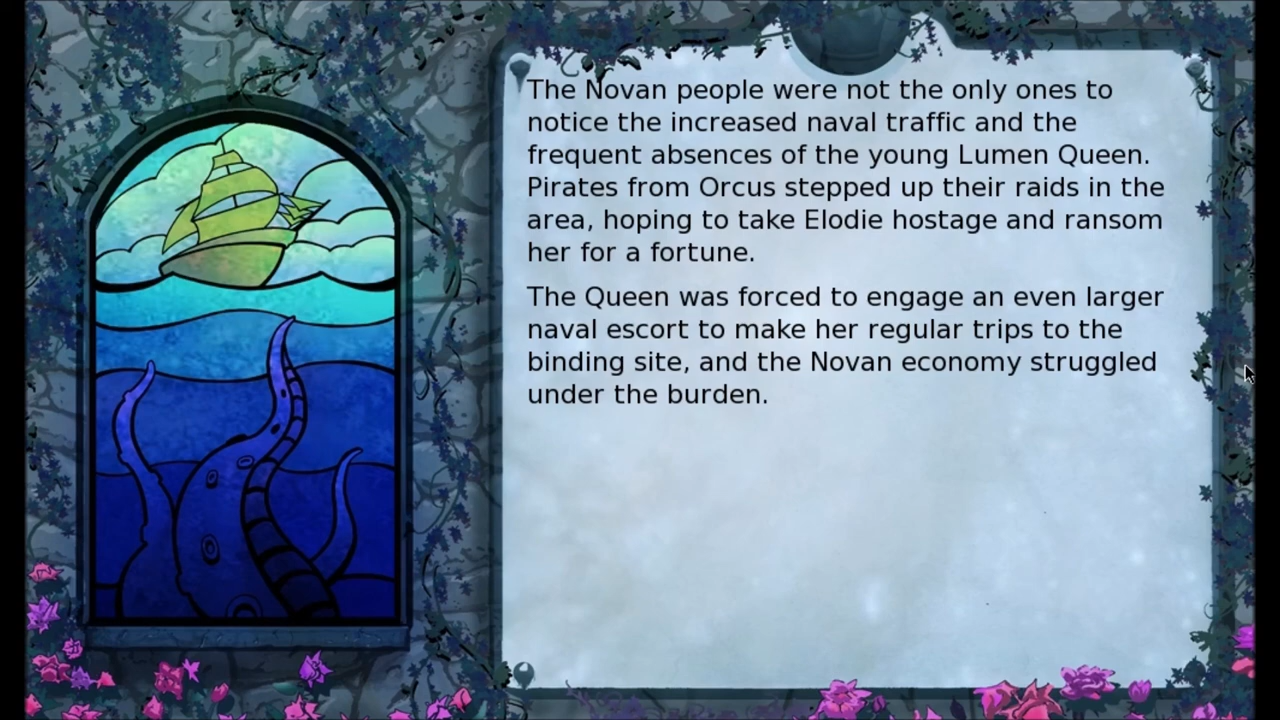 The Novan people were not the only ones to
notice the increased naval traffic and the
frequent absences of the young Lumen Queen.
Pirates from Orcus stepped up their raids in the
area, hoping to take Elodie hostage and ransom
her for a fortune.
The Queen was forced to engage an even larger
naval escort to make her regular trips to the
binding site, and the Novan economy struggled
under the burden.